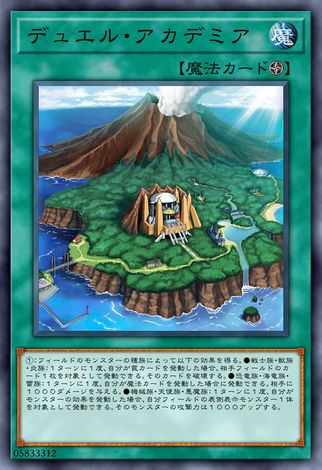 デュエル・アカデミア
魔
【魔法カード】
①：フィールドのモンスターの種族によって以下の効果を得る。●戦士族・獣族
・炎族：１ターンに１度、自分が罠カードを発動した場合、相手フィールドのカ
ード１枚を対象として発動できる。そのカードを破壊する。●恐竜族・海竜族・
雷族：１ターンに１度、自分が魔法カードを発動した場合に発動できる。相手に
１０００ダメージを与える。●機械族・天使族・悪魔族：１ターンに１度、自分が
モンスターの効果を発動した場合、自分フィールドの表側表示モンスター１体
を対象として発動できる。そのモンスターの攻撃力は１０００アップする。
05833312